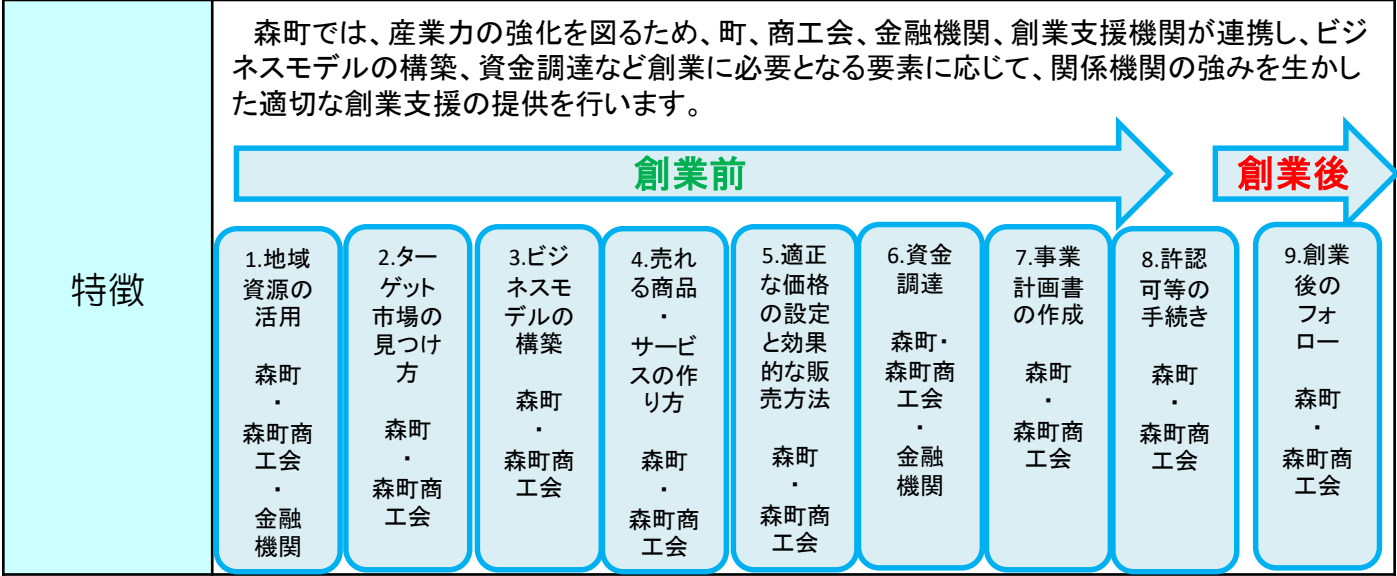 特徴
森町では、産業力の強化を図るため、町、商工会、金融機関、創業支援機関が連携し、ビジ
ネスモデルの構築、資金調達など創業に必要となる要素に応じて、関係機関の強みを生かし
た適切な創業支援の提供を行います。
創業前
創業後
1.地域
資源の
活用
森町
・
森町商
工会
・
金融
機関
2.ター
ゲット
市場の
見つけ
方
森町
・
森町商
工会
3.ビジ
ネスモ
デルの
構築
森町
・
森町商
工会
4.売れ
る商品
・
サービ
スの作
り方
森町
・
森町商
工会
5.適正
な価格
の設定
と効果
的な販
売方法
森町
・
森町商
工会
6.資金
調達
森町・
森町商
工会
・
金融
機関
7.事業
計画書
の作成
森町
・
森町商
工会
8.許認
可等の
手続き
森町
・
森町商
工会
9.創業
後の
フォ
ロー
森町
・
森町商
工会